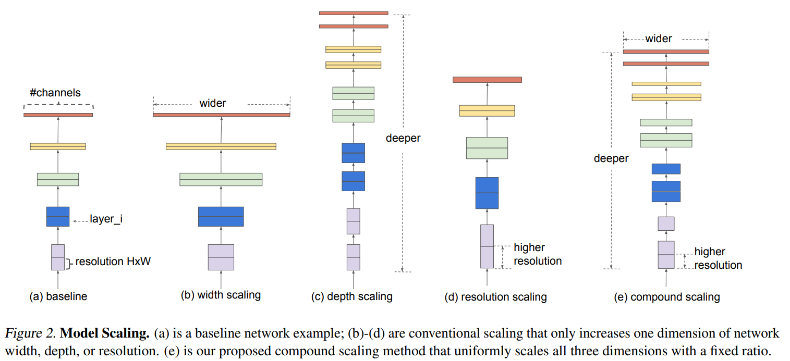 #channels
layer_i
resolution HxW
(a) baseline
wider
(b) width scaling
deeper
(c) depth scaling
higher
resolution
(d) resolution scaling
wider
deeper
higher
resolution
(e) compound scaling
Figure 2. Model Scaling. (a) is a baseline network example; (b)-(d) are conventional scaling that only increases one dimension of network
width, depth, or resolution. (e) is our proposed compound scaling method that uniformly scales all three dimensions with a fixed ratio.